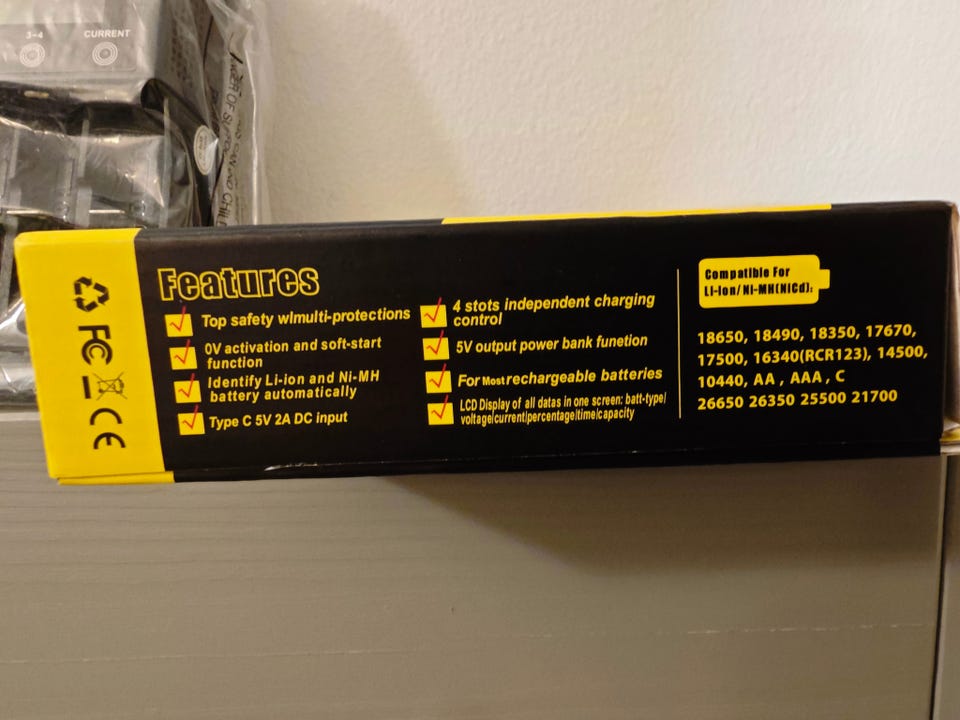 3-4
CURRENT
Features
Top safety wlmulti-protections
0V activation and soft-start
function
Identify Li-ion and Ni-MH
battery automatically
Type C 5V 2A DC input
4 stots independent charging
control
5V output power bank funetion
For Most rechargeable batteries
LCD Display of all datas in one screen: batt-type/
voltage/current/percentage/time/capacity
Compatible For
Li-ion/Ni-MH(NiCd):
18650, 18490, 18350, 17670,
17500, 16340(RCR123), 14500,
10440, AA , AAA , C
26650 26350 25500 21700
FC
CE